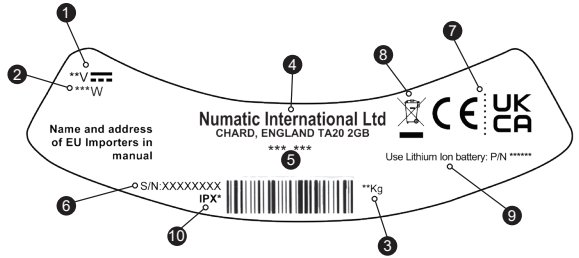 1
2
3
4
5
6
7
8
9
10
**V
***W
Name and address
of EU Importers in
manual
Numatic International Ltd
CHARD, ENGLAND TA20 2GB
*** ***
CE
UK
CA
Use Lithium Ion battery: P/N ******
S/N:XXXXXXXX
IPX*
**Kg